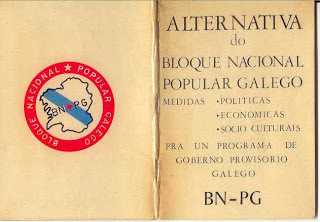 BLOQUE NACIONAL ★ POPULAR GALEGO
BN-PG
ALTERNATIVA
do
BLOQUE NACIONAL
POPULAR GALEGO
MEDIDAS • POLITICAS
• ECONOMICAS
• SOCIO CULTURAIS
PRA UN PROGRAMA DE
GOBERNO PROVISORIO
GALEGO
BN-PG